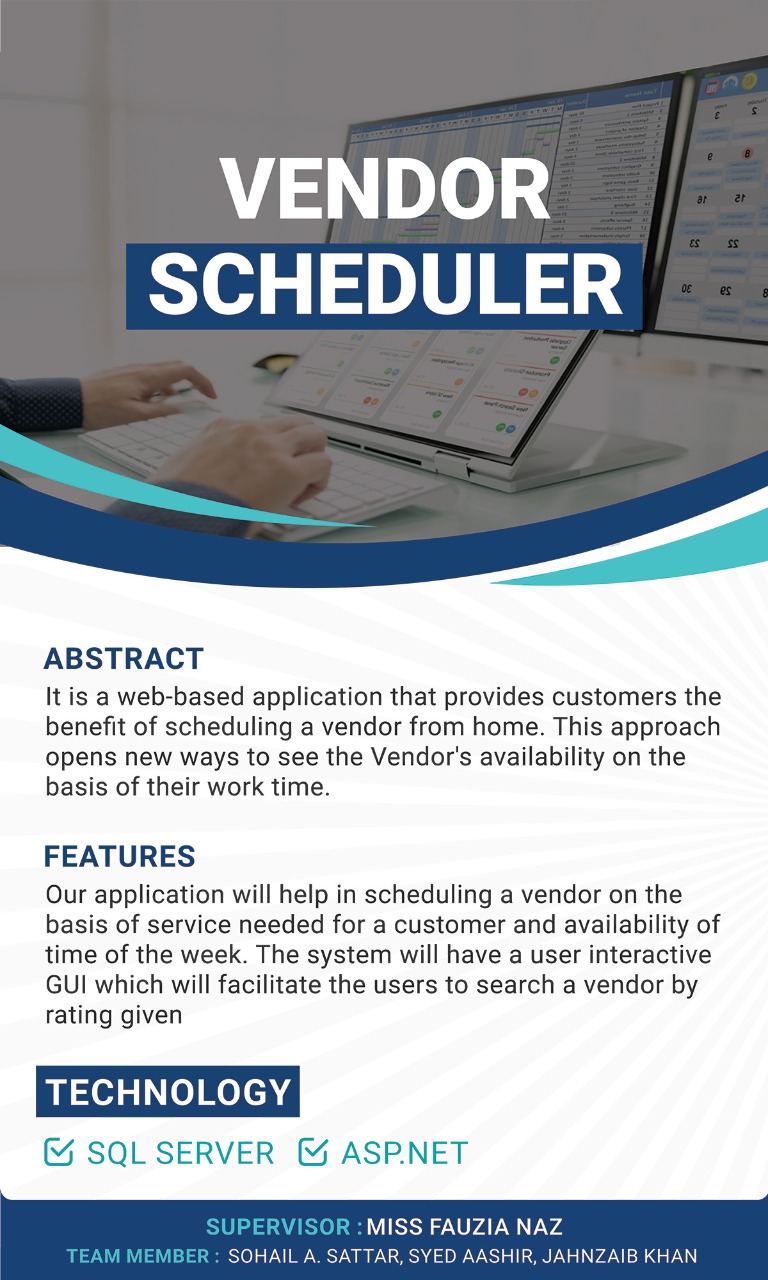 VENDOR
SCHEDULER
ABSTRACT
It is a web-based application that provides customers the
benefit of scheduling a vendor from home. This approach
opens new ways to see the Vendor's availability on the
basis of their work time.
FEATURES
Our application will help in scheduling a vendor on the
basis of service needed for a customer and availability of
time of the week. The system will have a user interactive
GUI which will facilitate the users to search a vendor by
rating given
TECHNOLOGY
SQL SERVER ASP.NET
SUPERVISOR : MISS FAUZIA NAZ
TEAM MEMBER : SOHAIL A. SATTAR, SYED AASHIR, JAHNZAIB KHAN